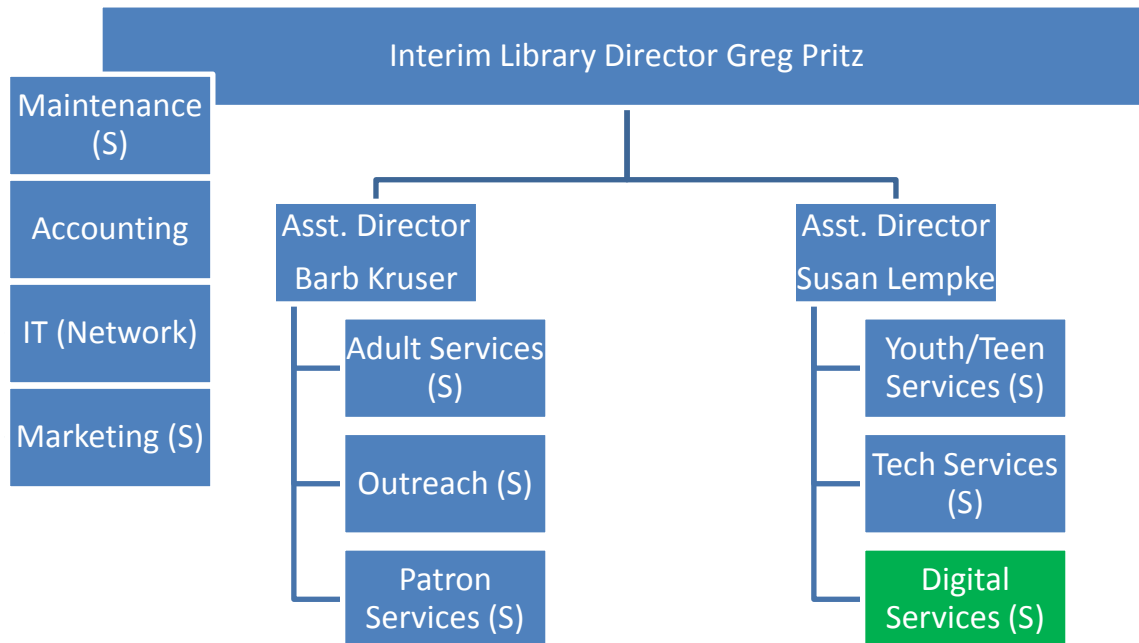 Interim Library Director Greg Pritz
Maintenance
(S)
Accounting
IT (Network)
Marketing (S)
Asst. Director
Barb Kruser
Adult Services
(S)
Outreach (S)
Patron
Services (S)
Asst. Director
Susan Lempke
Youth/Teen
Services (S)
Tech Services
(S)
Digital
Services (S)